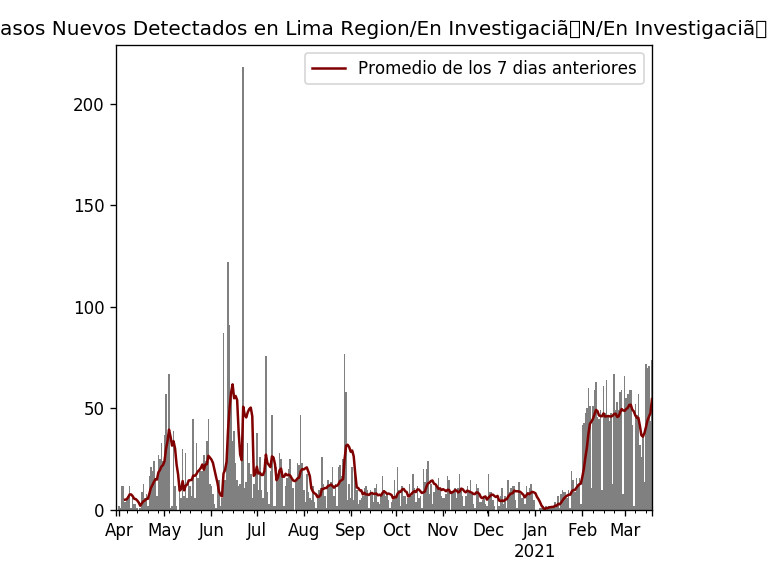 asos Nuevos Detectados en Lima Region/En Investigaciã▯N/En Investigaciã▯
Promedio de los 7 dias anteriores
200
150
100
50
0
Apr May Jun Jul Aug Sep Oct Nov Dec Jan Feb Mar
2021